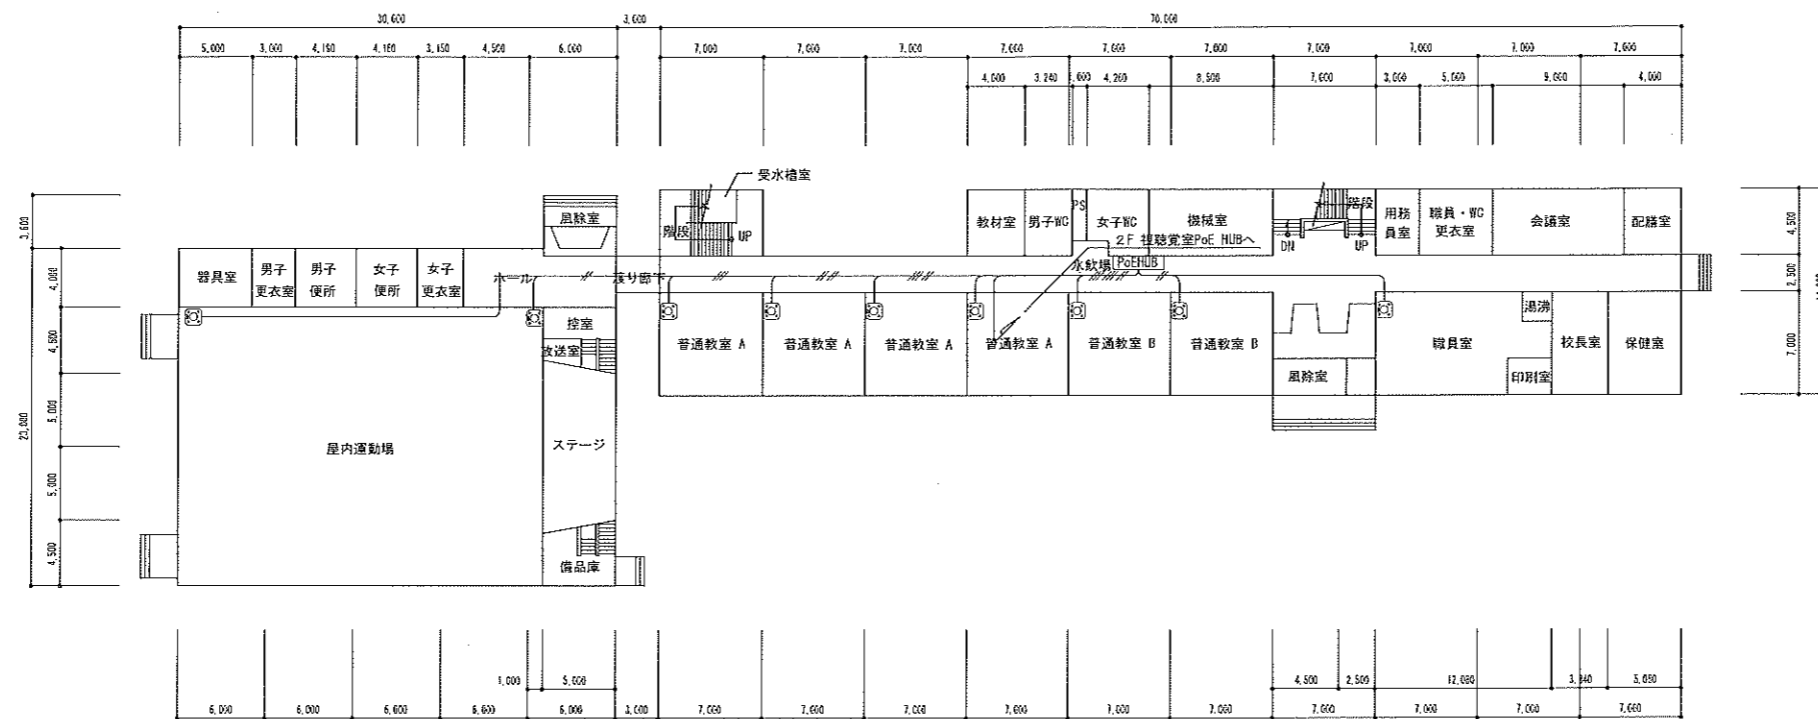 30,600 3,000 70,000
5,000 3,000 4,150 4,150 3,150 4,500 6,000 7,000 7,000 7,000 7,000 7,000 7,000 7,000 7,000 7,000 7,000
4,000 3,240 4,200 8,500 7,000 3,000 5,000 9,000 4,000
受水槽室
風除室
階段 UP
教材室 男子WC PS 女子WC 機械室
階段
DN UP
用務
員室
職員・WC
更衣室
会議室 配膳室
2F 視聴覚室PoE HUBへ
水飲場 PoEHUB
器具室
男子
更衣室
男子
便所
女子
便所
女子
更衣室
ホール 渡り廊下
控室
放送室
普通教室 A 普通教室 A 普通教室 A 普通教室 A 普通教室 B 普通教室 B
風除室
職員室
湯沸
印刷室
校長室 保健室
屋内運動場
ステージ
備品庫
3,600
4,000
4,500
5,000
5,000
4,500
23,000
4,500
2,500
7,000
1,000 5,000 4,500 2,500 12,000
6,000 6,000 6,000 6,000 6,000 3,000 7,000 7,000 7,000 7,000 7,000 7,000 7,000 7,000 7,000 7,000